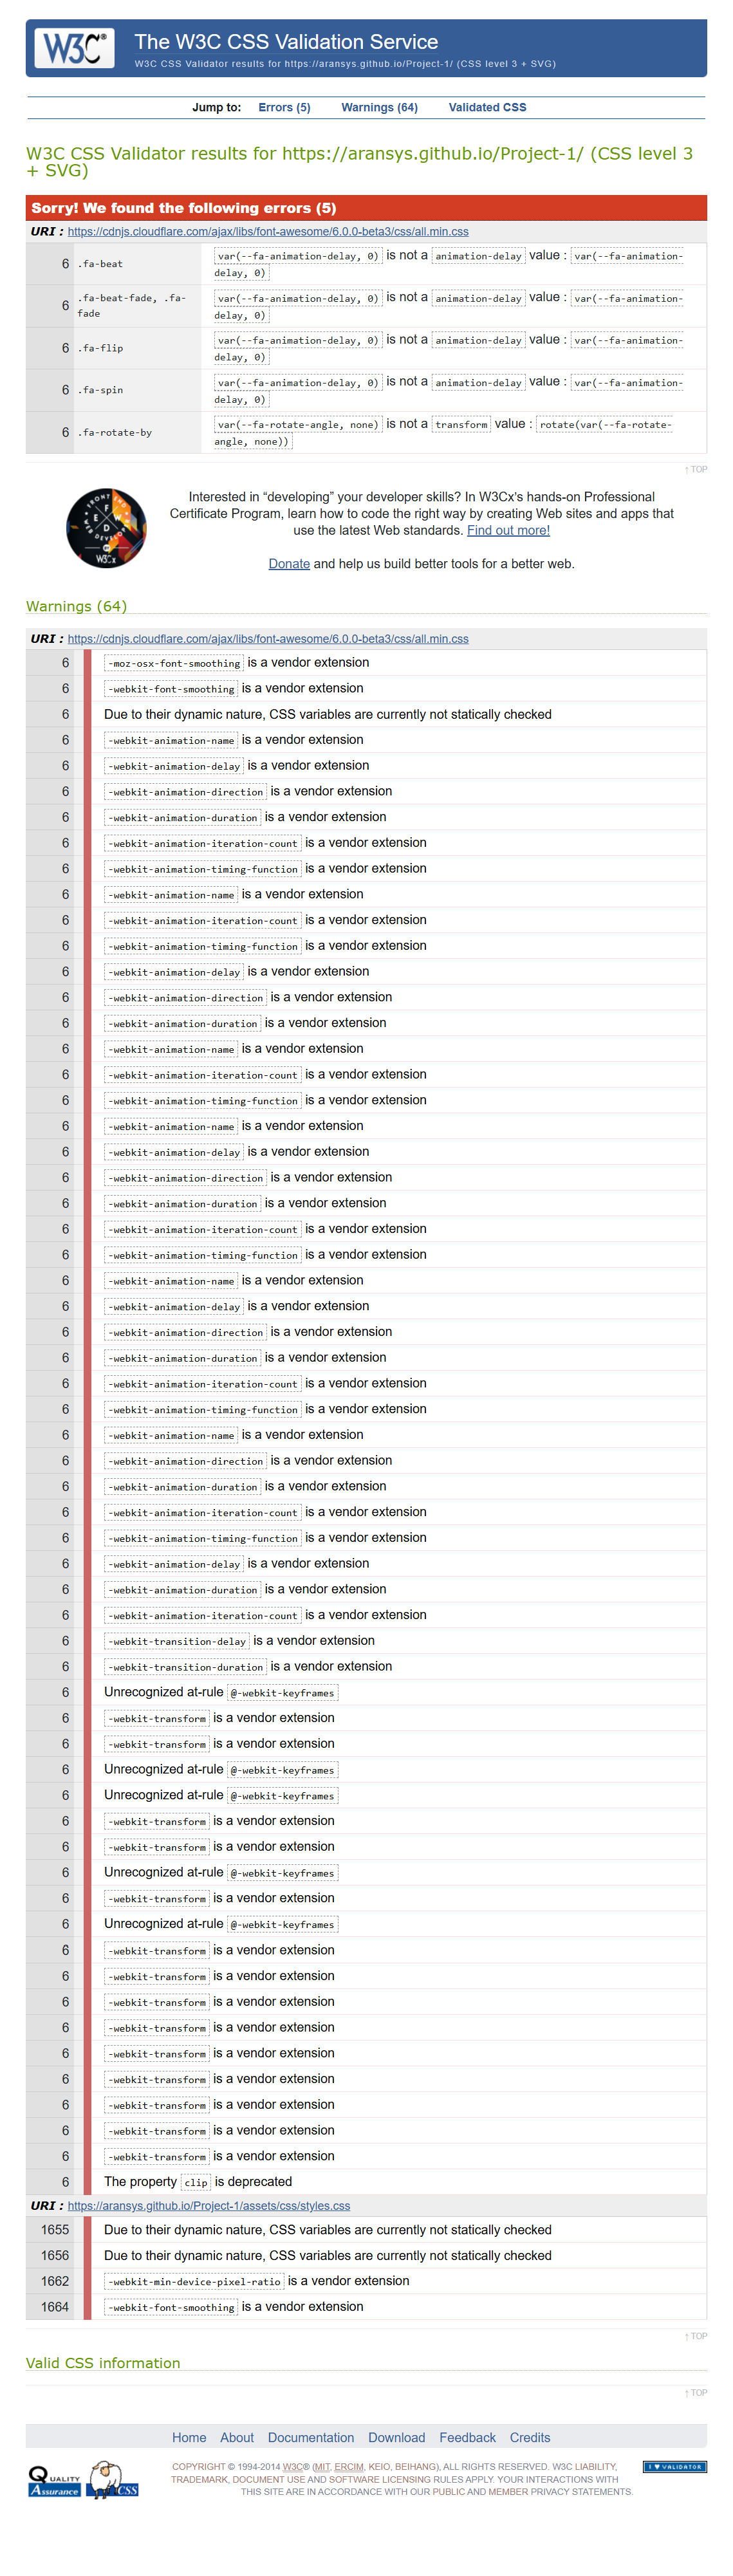 W3C®
The W3C CSS Validation Service
W3C CSS Validator results for https://aransys.github.io/Project-1/ (CSS level 3 + SVG)
Jump to: Errors (5) Warnings (64) Validated CSS
W3C CSS Validator results for https://aransys.github.io/Project-1/ (CSS level 3
+ SVG)
Sorry! We found the following errors (5)
URI : https://cdnjs.cloudflare.com/ajax/libs/font-awesome/6.0.0-beta3/css/all.min.css
6 .fa-beat var(--fa-animation-delay, 0) is not a animation-delay value : var(--fa-animation-
delay, 0)
6 .fa-beat-fade, .fa-
fade var(--fa-animation-delay, 0) is not a animation-delay value : var(--fa-animation-
delay, 0)
6 .fa-flip var(--fa-animation-delay, 0) is not a animation-delay value : var(--fa-animation-
delay, 0)
6 .fa-spin var(--fa-animation-delay, 0) is not a animation-delay value : var(--fa-animation-
delay, 0)
6 .fa-rotate-by var(--fa-rotate-angle, none) is not a transform value : rotate(var(--fa-rotate-
angle, none))
↑ TOP
Interested in “developing” your developer skills? In W3Cx's hands-on Professional
Certificate Program, learn how to code the right way by creating Web sites and apps that
use the latest Web standards. Find out more!
Donate and help us build better tools for a better web.
Warnings (64)
URI : https://cdnjs.cloudflare.com/ajax/libs/font-awesome/6.0.0-beta3/css/all.min.css
6 -moz-osx-font-smoothing is a vendor extension
6 -webkit-font-smoothing is a vendor extension
6 Due to their dynamic nature, CSS variables are currently not statically checked
6 -webkit-animation-name is a vendor extension
6 -webkit-animation-delay is a vendor extension
6 -webkit-animation-direction is a vendor extension
6 -webkit-animation-duration is a vendor extension
6 -webkit-animation-iteration-count is a vendor extension
6 -webkit-animation-timing-function is a vendor extension
6 -webkit-animation-name is a vendor extension
6 -webkit-animation-iteration-count is a vendor extension
6 -webkit-animation-timing-function is a vendor extension
6 -webkit-animation-delay is a vendor extension
6 -webkit-animation-direction is a vendor extension
6 -webkit-animation-duration is a vendor extension
6 -webkit-animation-name is a vendor extension
6 -webkit-animation-iteration-count is a vendor extension
6 -webkit-animation-timing-function is a vendor extension
6 -webkit-animation-name is a vendor extension
6 -webkit-animation-delay is a vendor extension
6 -webkit-animation-direction is a vendor extension
6 -webkit-animation-duration is a vendor extension
6 -webkit-animation-iteration-count is a vendor extension
6 -webkit-animation-timing-function is a vendor extension
6 -webkit-animation-name is a vendor extension
6 -webkit-animation-delay is a vendor extension
6 -webkit-animation-direction is a vendor extension
6 -webkit-animation-duration is a vendor extension
6 -webkit-animation-iteration-count is a vendor extension
6 -webkit-animation-timing-function is a vendor extension
6 -webkit-animation-name is a vendor extension
6 -webkit-animation-direction is a vendor extension
6 -webkit-animation-duration is a vendor extension
6 -webkit-animation-iteration-count is a vendor extension
6 -webkit-animation-timing-function is a vendor extension
6 -webkit-animation-delay is a vendor extension
6 -webkit-animation-duration is a vendor extension
6 -webkit-animation-iteration-count is a vendor extension
6 -webkit-transition-delay is a vendor extension
6 -webkit-transition-duration is a vendor extension
6 Unrecognized at-rule @-webkit-keyframes
6 -webkit-transform is a vendor extension
6 -webkit-transform is a vendor extension
6 Unrecognized at-rule @-webkit-keyframes
6 Unrecognized at-rule @-webkit-keyframes
6 -webkit-transform is a vendor extension
6 -webkit-transform is a vendor extension
6 Unrecognized at-rule @-webkit-keyframes
6 -webkit-transform is a vendor extension
6 Unrecognized at-rule @-webkit-keyframes
6 -webkit-transform is a vendor extension
6 -webkit-transform is a vendor extension
6 -webkit-transform is a vendor extension
6 -webkit-transform is a vendor extension
6 -webkit-transform is a vendor extension
6 -webkit-transform is a vendor extension
6 -webkit-transform is a vendor extension
6 -webkit-transform is a vendor extension
6 -webkit-transform is a vendor extension
6 The property clip is deprecated
URI : https://aransys.github.io/Project-1/assets/css/styles.css
1655 Due to their dynamic nature, CSS variables are currently not statically checked
1656 Due to their dynamic nature, CSS variables are currently not statically checked
1662 -webkit-min-device-pixel-ratio is a vendor extension
1664 -webkit-font-smoothing is a vendor extension
↑ TOP
Valid CSS information
↑ TOP
Home About Documentation Download Feedback Credits
QUALITY
Assurance
CSS
COPYRIGHT © 1994-2014 W3C® (MIT, ERCIM, KEIO, BEIHANG), ALL RIGHTS RESERVED. W3C LIABILITY,
TRADEMARK, DOCUMENT USE AND SOFTWARE LICENSING RULES APPLY. YOUR INTERACTIONS WITH
THIS SITE ARE IN ACCORDANCE WITH OUR PUBLIC AND MEMBER PRIVACY STATEMENTS.
I ♥ VALIDATOR